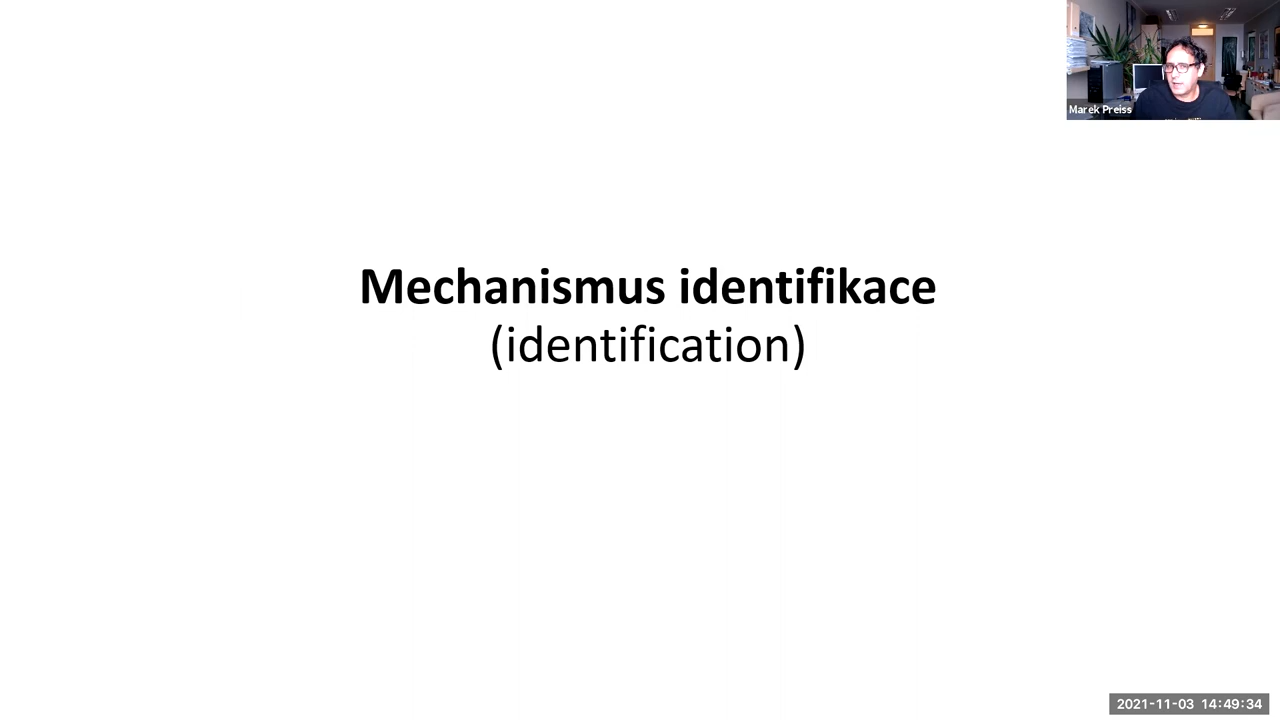 Marek Preiss
Mechanismus identifikace
(identification)
2021-11-03 14:49:34